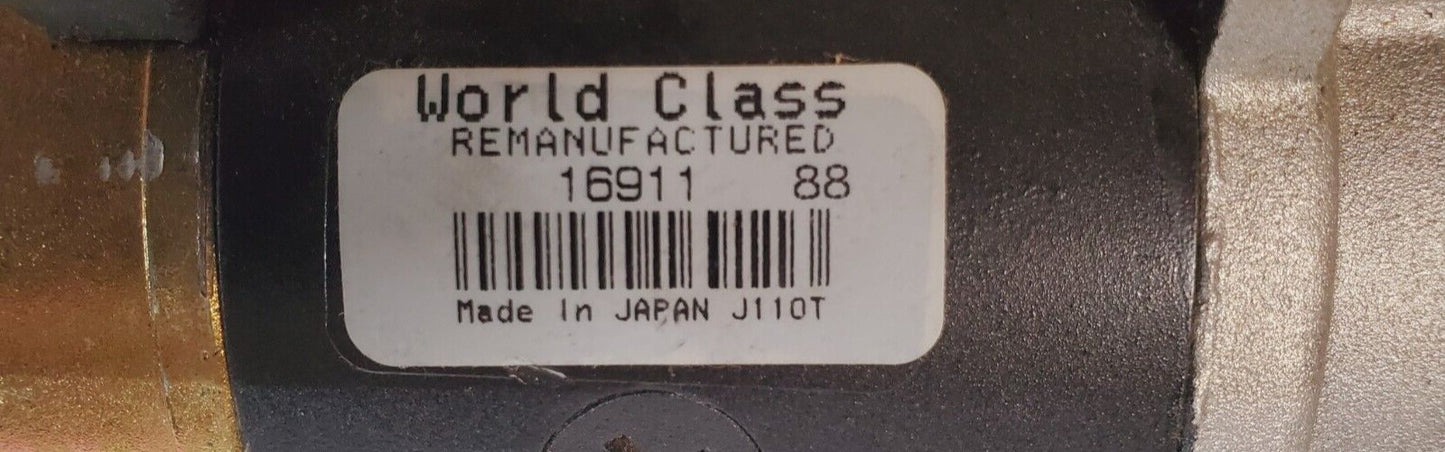 World Class
REMANUFACTURED
16911 88
Made In JAPAN J110T